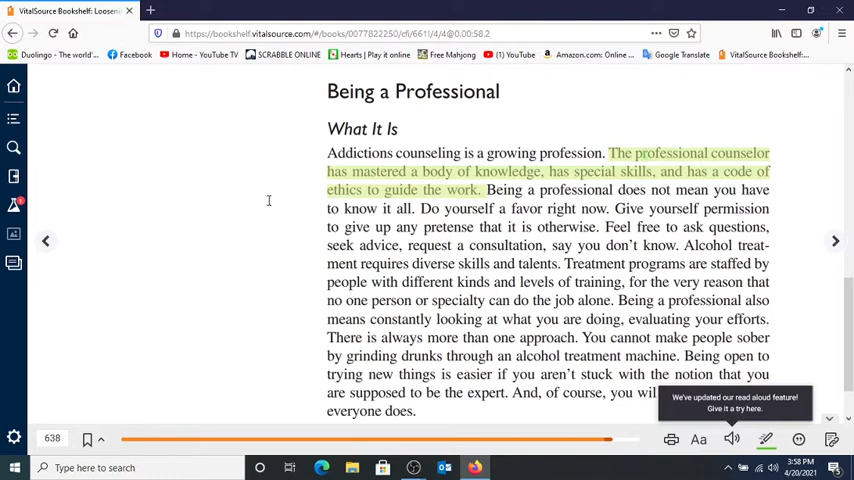 VitalSource Bookshelf: Loosen
https://bookshelf.vitalsource.com/#/books/0077822250/cfi/661!/4/4@0.00:58.2
Duolingo - The world'...
Facebook
Home - YouTube TV
SCRABBLE ONLINE
Hearts | Play it online
Free Mahjong
(1) YouTube
Amazon.com: Online...
Google Translate
VitalSource Bookshelf:...
Being a Professional
What It Is
Addictions counseling is a growing profession. The professional counselor
has mastered a body of knowledge, has special skills, and has a code of
ethics to guide the work. Being a professional does not mean you have
to know it all. Do yourself a favor right now. Give yourself permission
to give up any pretense that it is otherwise. Feel free to ask questions,
seek advice, request a consultation, say you don't know. Alcohol treat-
ment requires diverse skills and talents. Treatment programs are staffed by
people with different kinds and levels of training, for the very reason that
no one person or specialty can do the job alone. Being a professional also
means constantly looking at what you are doing, evaluating your efforts.
There is always more than one approach. You cannot make people sober
by grinding drunks through an alcohol treatment machine. Being open to
trying new things is easier if you aren't stuck with the notion that you
are supposed to be the expert. And, of course, you wil
everyone does.
We've updated our read aloud feature!
Give it a try here.
1
638
Aa
Type here to search
3:58 PM
4/20/2021
5